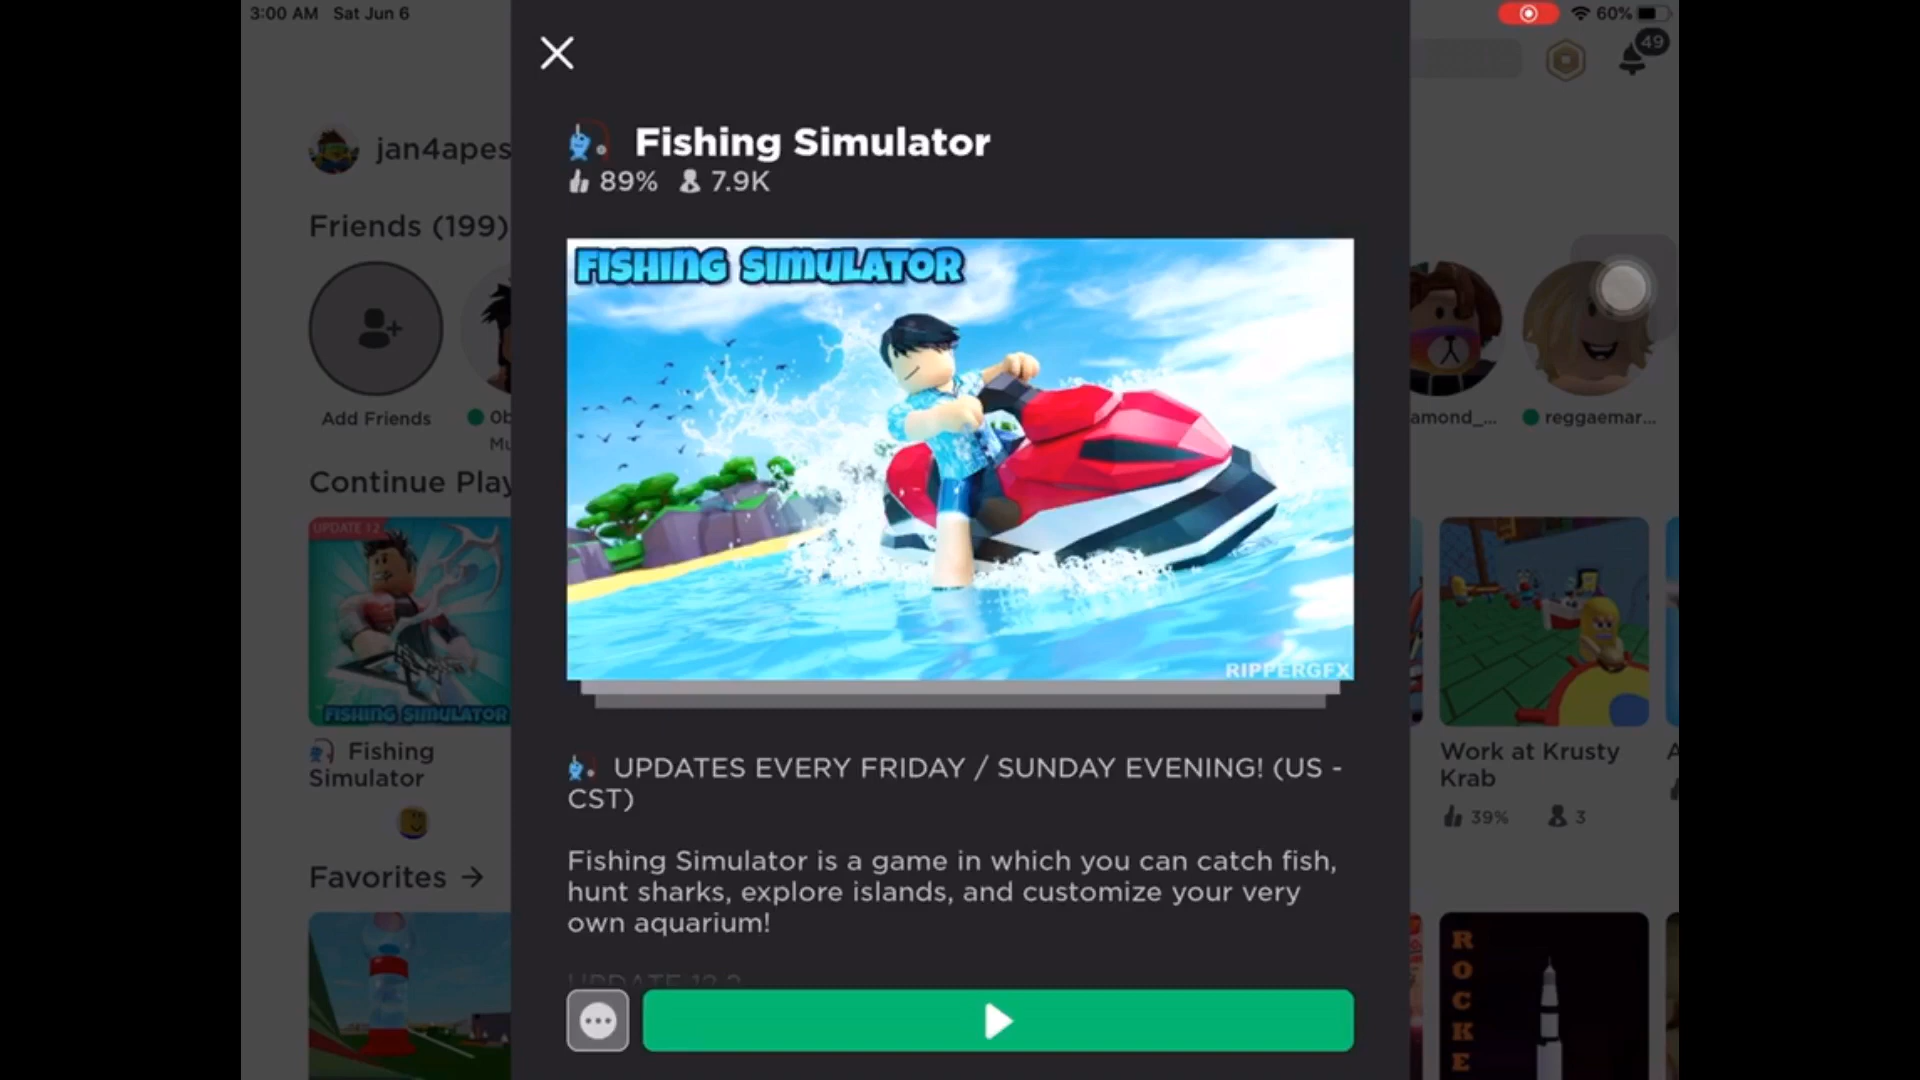 3:00 AM Sat Jun 6
60%
49
jan4apes
Friends (199)
Add Friends
amond_...
reggaemar...
Continue Play
UPDATE 12
FISHING SIMULATOR
Fishing
Simulator
Favorites →
Fishing Simulator
89% 7.9K
FISHING SIMULATOR
RIPPERGFX
UPDATES EVERY FRIDAY / SUNDAY EVENING! (US -
CST)
Fishing Simulator is a game in which you can catch fish,
hunt sharks, explore islands, and customize your very
own aquarium!
Work at Krusty
Krab
39% 3
ROCKE